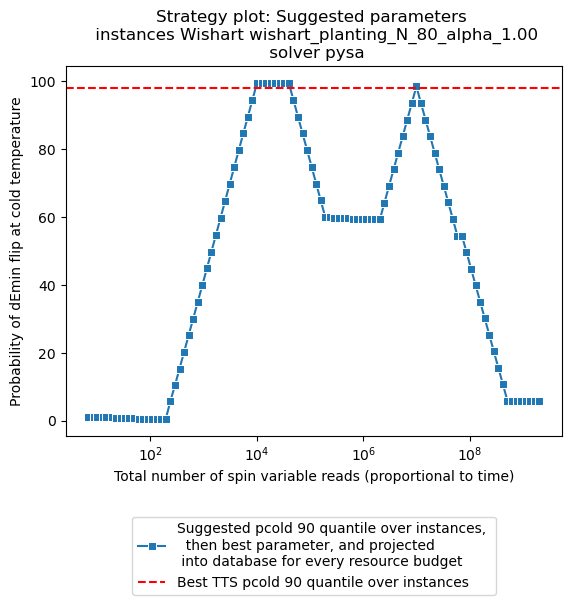 Strategy plot: Suggested parameters
instances Wishart wishart_planting_N_80_alpha_1.00
solver pysa
100
80
60
40
20
0
Probability of dEmin flip at cold temperature
10^2
10^4
10^6
10^8
Total number of spin variable reads (proportional to time)
Suggested pcold 90 quantile over instances,
then best parameter, and projected
into database for every resource budget
Best TTS pcold 90 quantile over instances